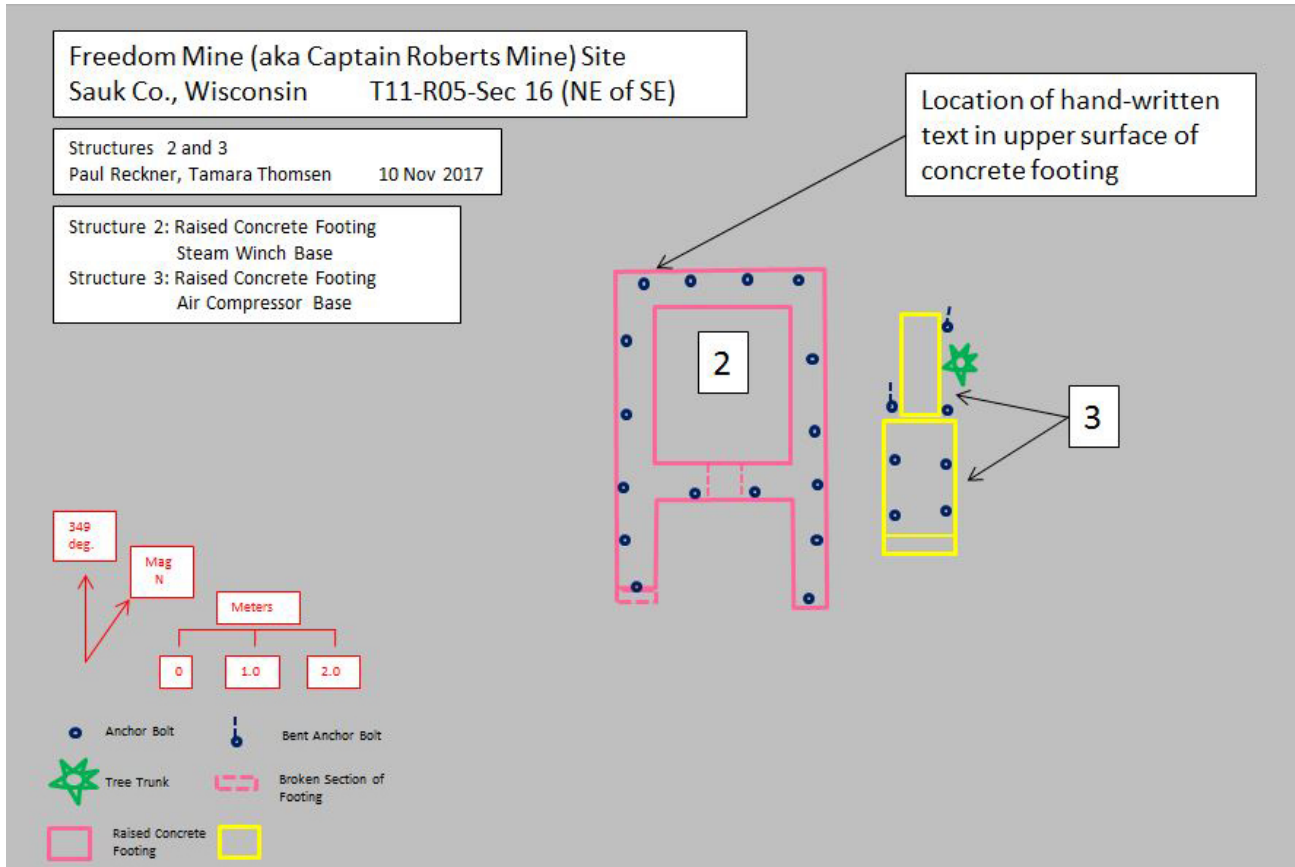 Freedom Mine (aka Captain Roberts Mine) Site
Sauk Co., Wisconsin T11-R05-Sec 16 (NE of SE)
Structures 2 and 3
Paul Reckner, Tamara Thomsen 10 Nov 2017
Structure 2: Raised Concrete Footing
Steam Winch Base
Structure 3: Raised Concrete Footing
Air Compressor Base
Location of hand-written
text in upper surface of
concrete footing
2
3
349
deg.
Mag
N
Meters
0 1.0 2.0
Anchor Bolt
Bent Anchor Bolt
Tree Trunk
Broken Section of
Footing
Raised Concrete
Footing